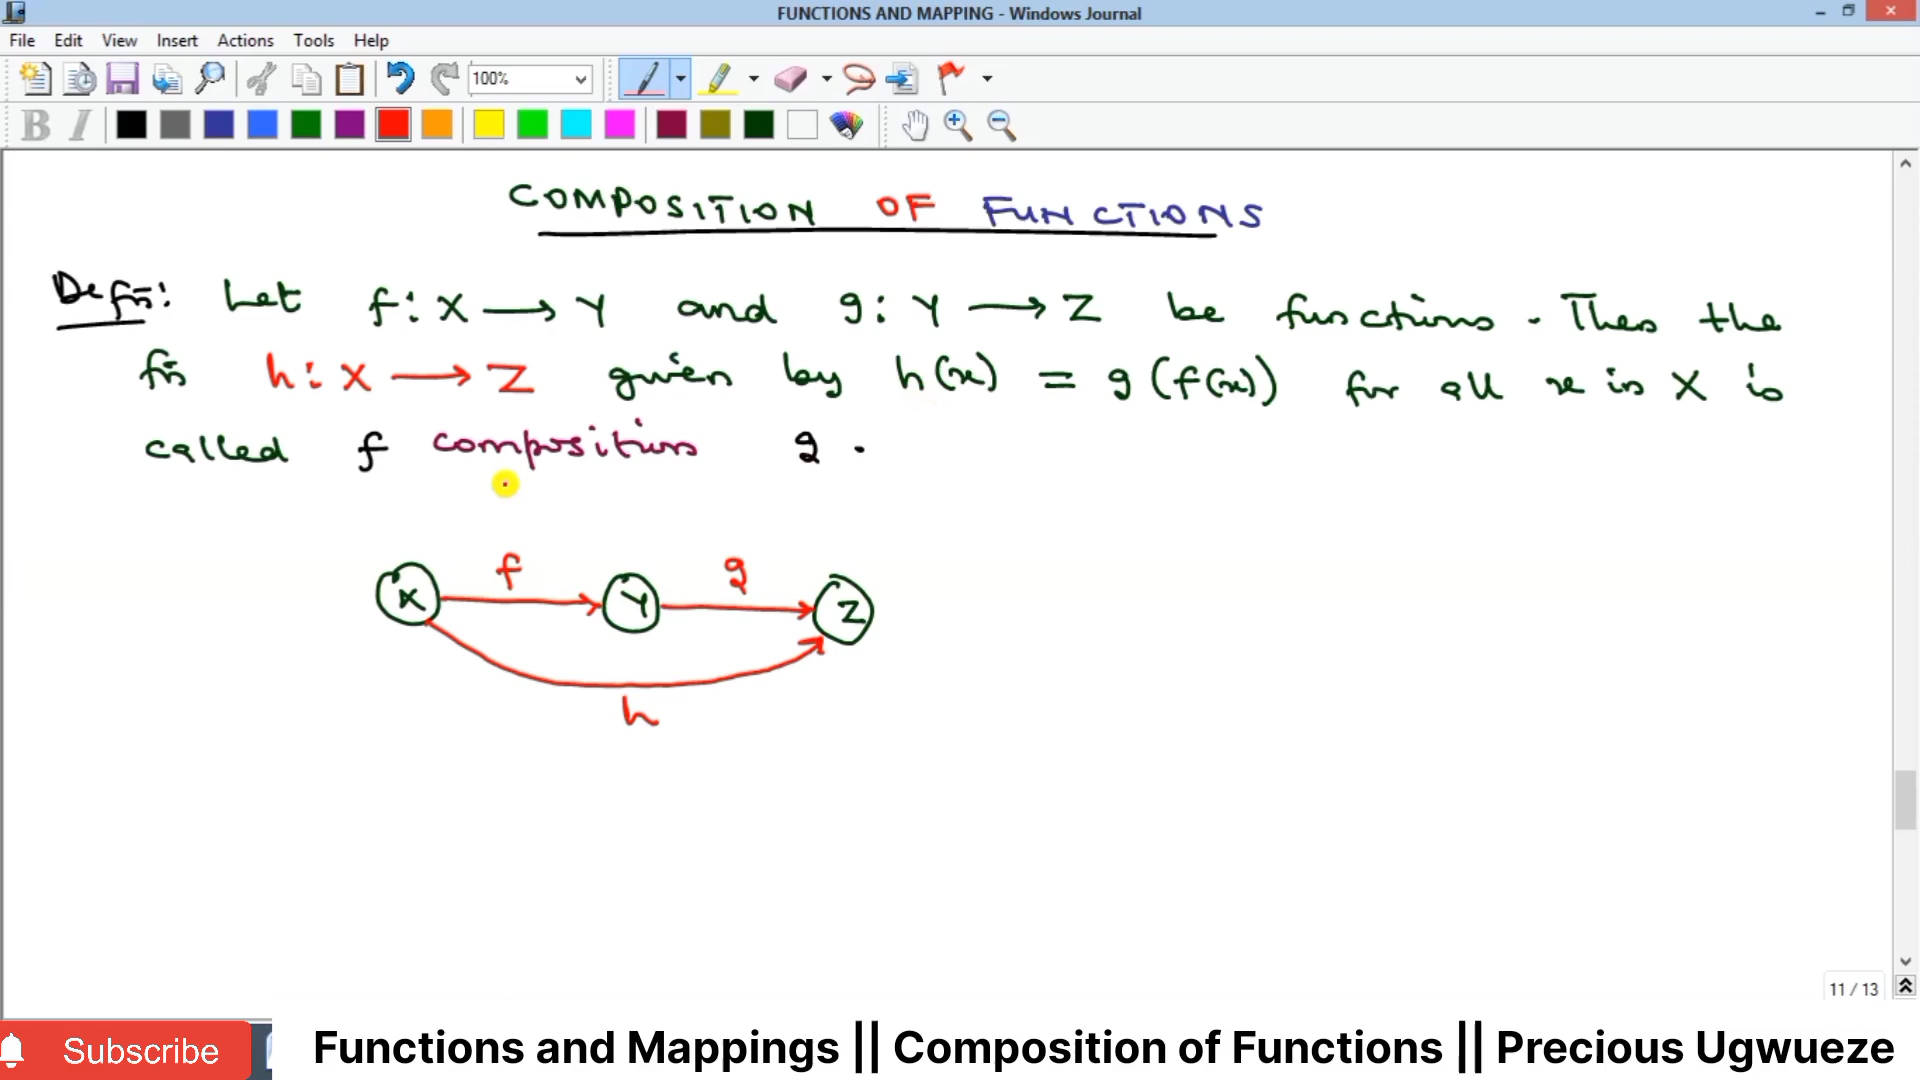 FUNCTIONS AND MAPPING - Windows Journal
File Edit View Insert Actions Tools Help
100%
B I
COMPOSITION OF FUNCTIONS
Defn: Let f: X → Y and g: Y → Z be functions. Then the
fn h: X → Z given by h(x) = g(f(x)) for all x in X is
called f composition g.
f g
X Y Z
h
11 / 13
Subscribe
Functions and Mappings || Composition of Functions || Precious Ugwueze